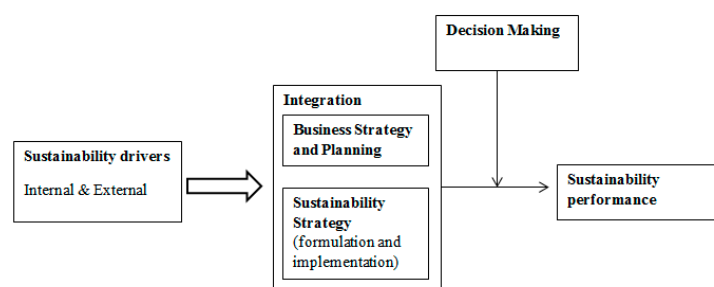 Decision Making
Integration
Business Strategy
and Planning
Sustainability drivers
Internal & External
Sustainability
Strategy
(formulation and
implementation)
Sustainability
performance